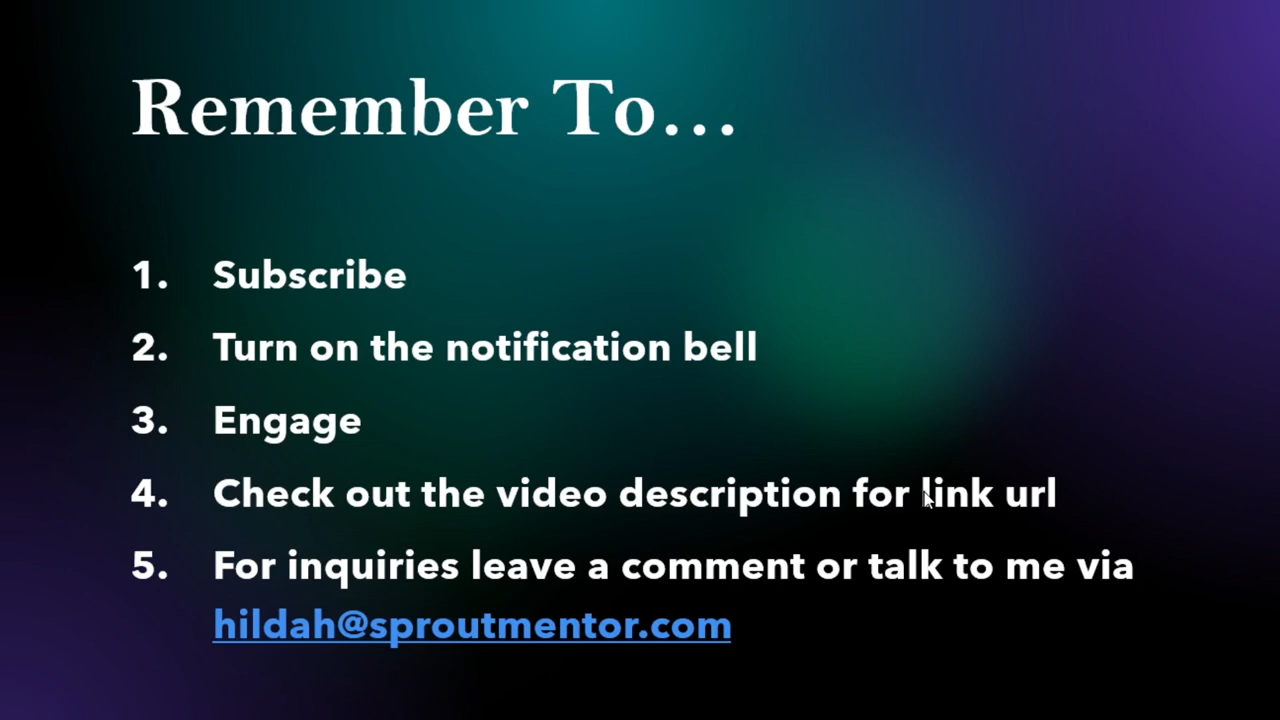 Remember To...
1. Subscribe
2. Turn on the notification bell
3. Engage
4. Check out the video description for link url
5. For inquiries leave a comment or talk to me via
hildah@sproutmentor.com